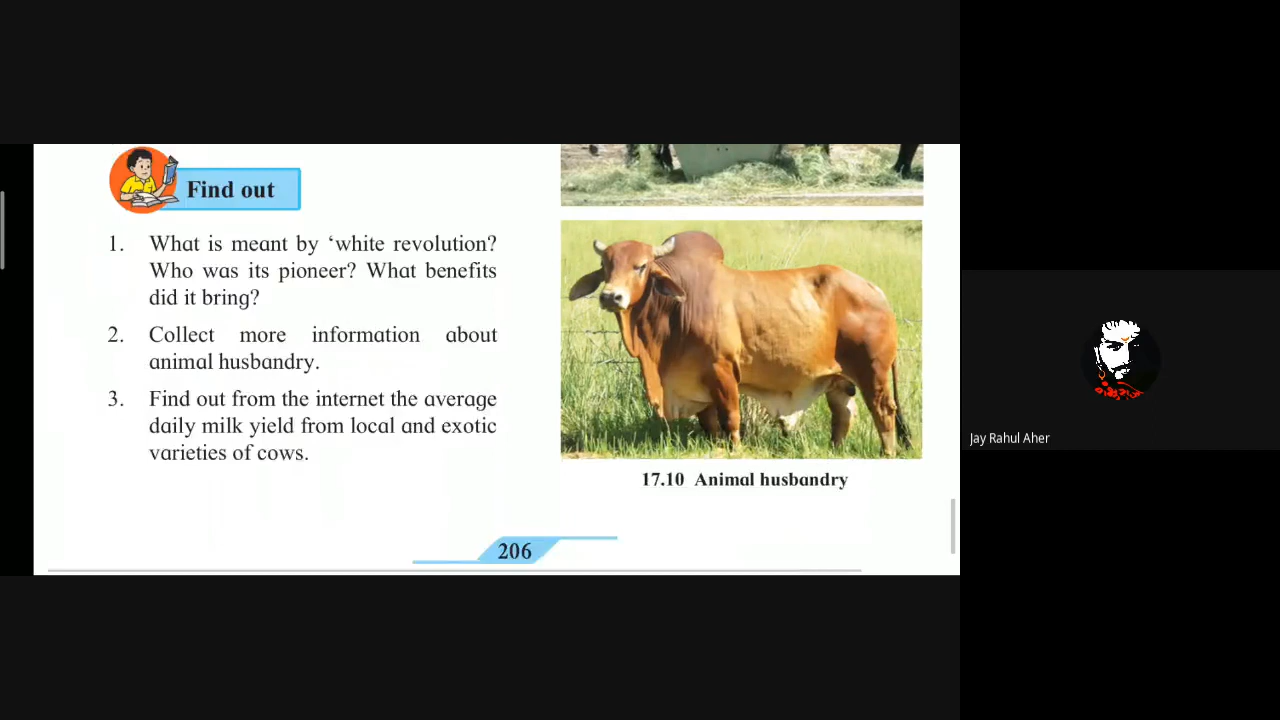 Find out
1. What is meant by ‘white revolution?
Who was its pioneer? What benefits
did it bring?
2. Collect more information about
animal husbandry.
3. Find out from the internet the average
daily milk yield from local and exotic
varieties of cows.
17.10 Animal husbandry
206
Jay Rahul Aher